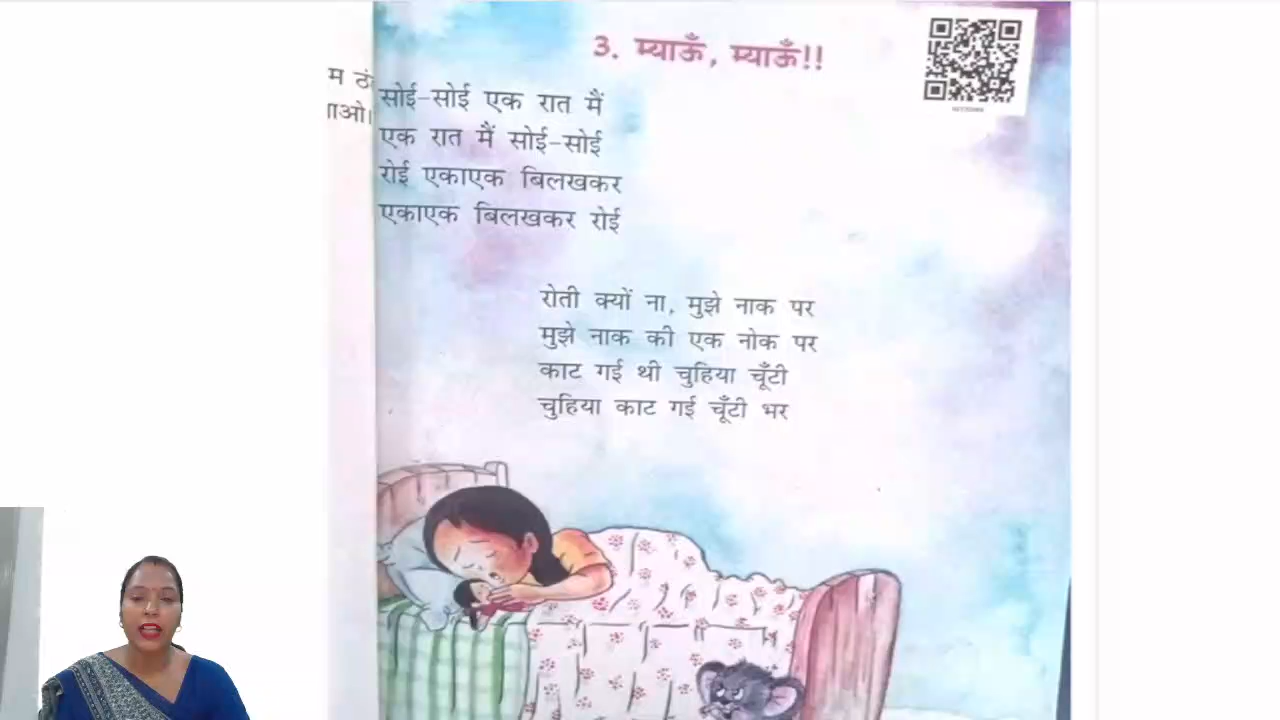 म ठं
ाओ।
3. म्याऊँ, म्याऊँ!!
सोई-सोई एक रात मैं
एक रात मैं सोई-सोई
रोई एकाएक बिलखकर
एकाएक बिलखकर रोई
रोती क्यों ना, मुझे नाक पर
मुझे नाक की एक नोक पर
काट गई थी चुहिया चूँटी
चुहिया काट गई चूँटी भर